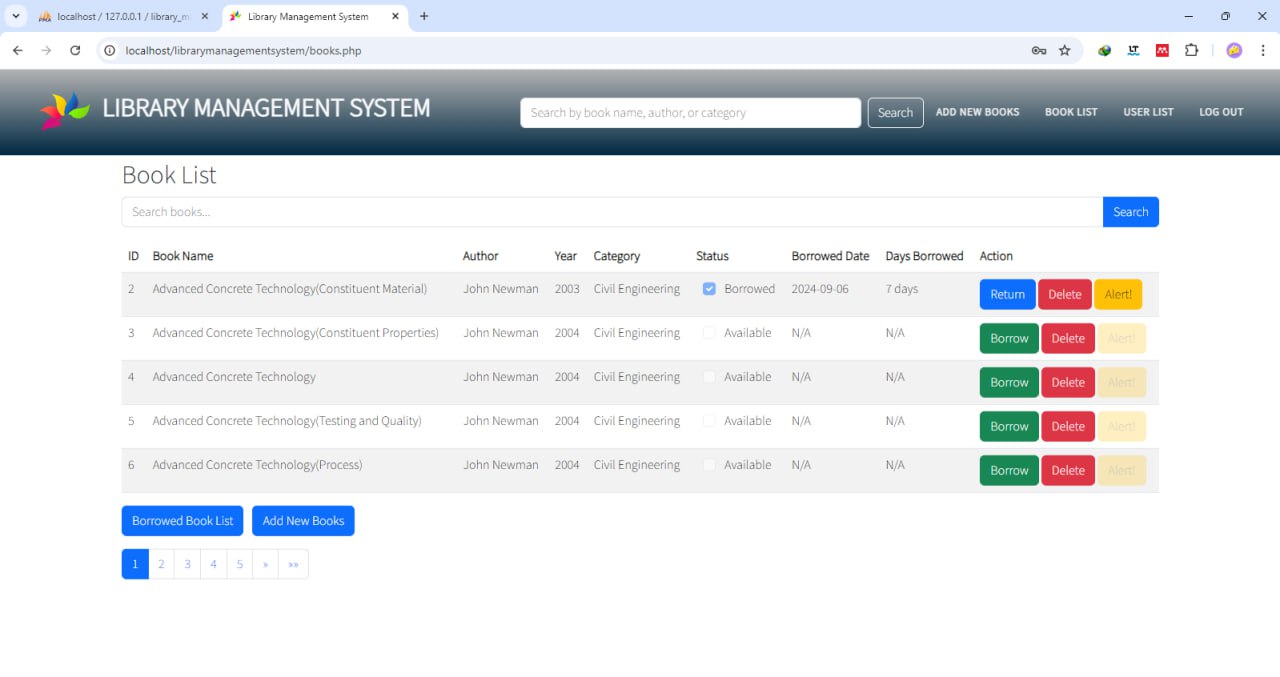 localhost / 127.0.0.1 / library_m
Library Management System
localhost/librarymanagementsystem/books.php
LIBRARY MANAGEMENT SYSTEM
Search by book name, author, or category
Search
ADD NEW BOOKS
BOOK LIST
USER LIST
LOG OUT
Book List
Search books...
Search
ID Book Name Author Year Category Status Borrowed Date Days Borrowed Action
2 Advanced Concrete Technology(Constituent Material) John Newman 2003 Civil Engineering Borrowed 2024-09-06 7 days Return Delete Alert!
3 Advanced Concrete Technology(Constituent Properties) John Newman 2004 Civil Engineering Available N/A N/A Borrow Delete Alert!
4 Advanced Concrete Technology John Newman 2004 Civil Engineering Available N/A N/A Borrow Delete Alert!
5 Advanced Concrete Technology(Testing and Quality) John Newman 2004 Civil Engineering Available N/A N/A Borrow Delete Alert!
6 Advanced Concrete Technology(Process) John Newman 2004 Civil Engineering Available N/A N/A Borrow Delete Alert!
Borrowed Book List
Add New Books
1 2 3 4 5 » »»